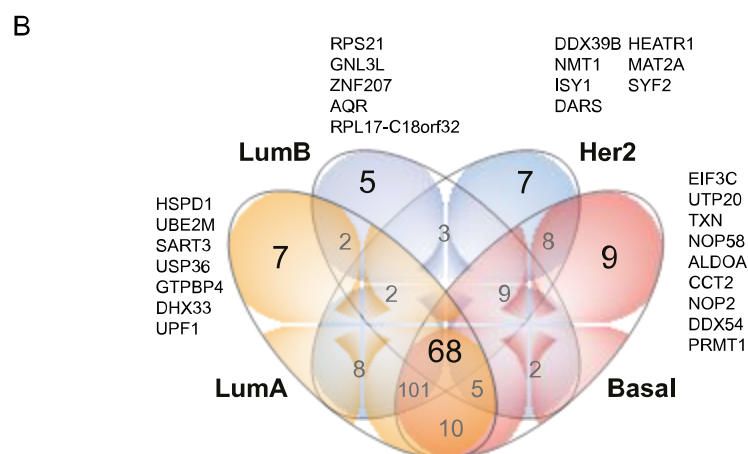 B
RPS21
GNL3L
ZNF207
AQR
RPL17-C18orf32
DDX39B HEATR1
NMT1 MAT2A
ISY1 SYF2
DARS
LumB
Her2
HSPD1
UBE2M
SART3
USP36
GTPBP4
DHX33
UPF1
EIF3C
UTP20
TXN
NOP58
ALDOA
CCT2
NOP2
DDX54
PRMT1
5
7
7
2
3
8
9
2
9
68
8
101
5
2
10
LumA
Basal